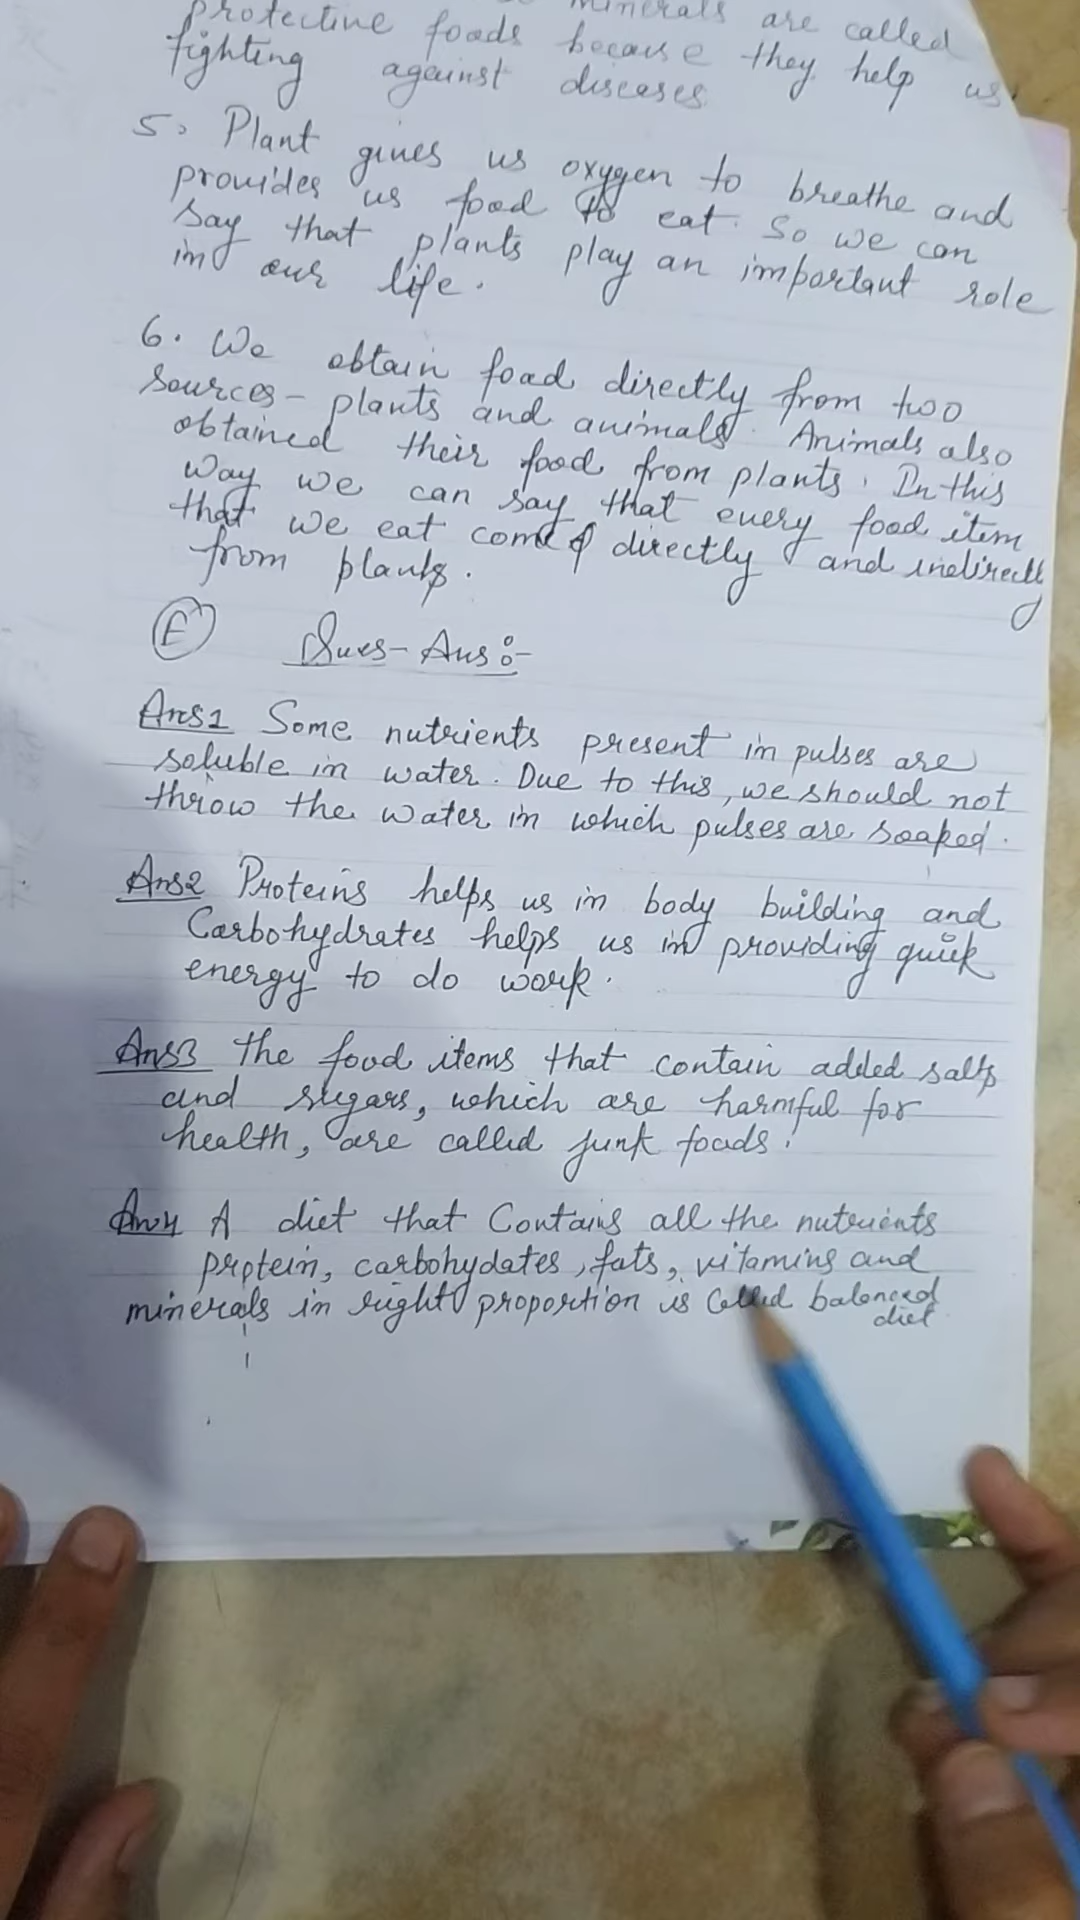 protective foods because they help us
minerals are called
fighting against diseases
5. Plant gives us oxygen to breathe and
provides us food to eat. So we can
say that plants play an important role
in our life.
6. We obtain food directly from two
sources - plants and animals. Animals also
obtained their food from plants. In this
way we can say that every food item
that we eat come directly and indirectly
from plants.
(E) Ques-Ans:-
Ans1 Some nutrients present in pulses are
soluble in water. Due to this, we should not
throw the water in which pulses are soaked.
Ans2 Proteins helps us in body building and
Carbohydrates helps us in providing quick
energy to do work.
Ans3 The food items that contain added salts
and sugars, which are harmful for
health, are called junk foods.
Ans4 A diet that Contains all the nutrients
protein, carbohydates, fats, vitamins and
minerals in right proportion is Called balanced
diet.